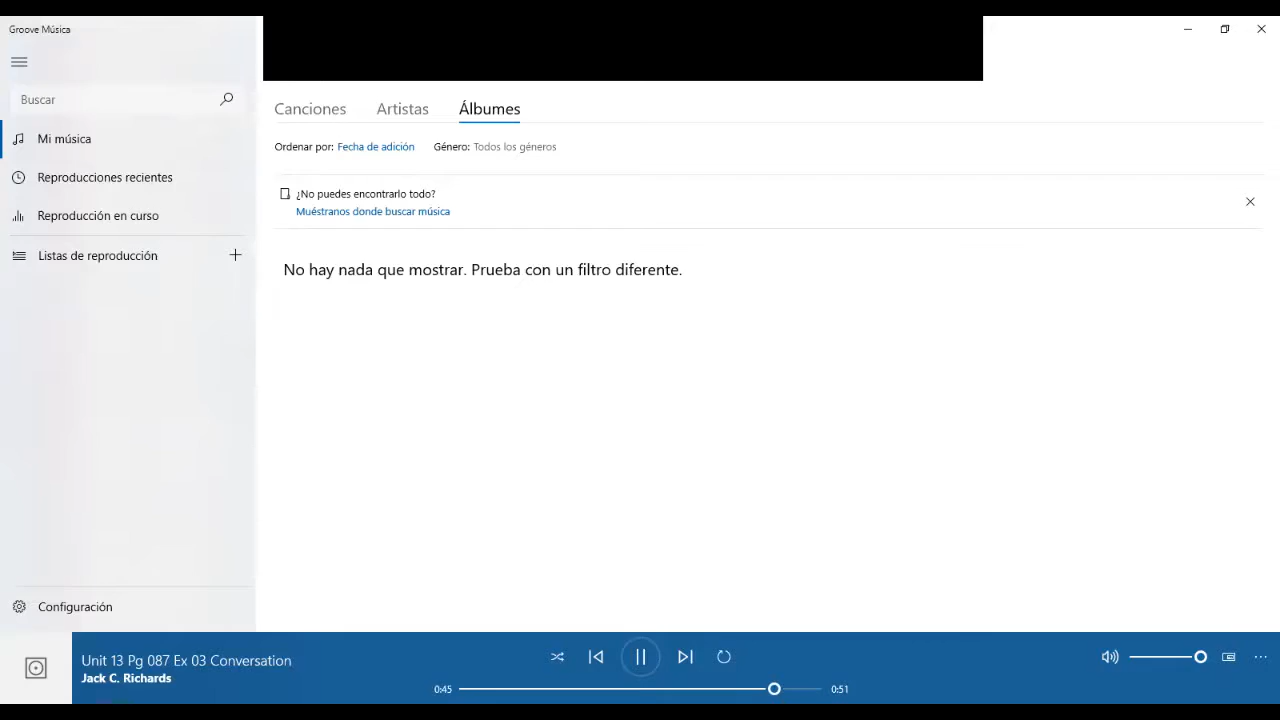 Groove Música
Buscar
Mi música
Reproducciones recientes
Reproducción en curso
Listas de reproducción
Configuración
Canciones Artistas Álbumes
Ordenar por: Fecha de adición Género: Todos los géneros
¿No puedes encontrarlo todo?
Muéstranos donde buscar música
No hay nada que mostrar. Prueba con un filtro diferente.
Unit 13 Pg 087 Ex 03 Conversation
Jack C. Richards
0:45 0:51